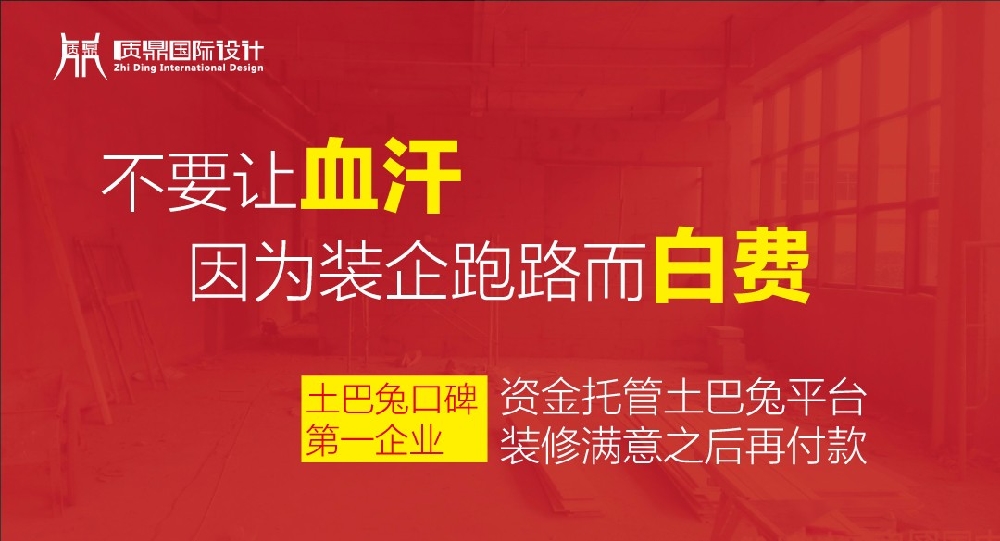 质鼎
质鼎国际设计
Zhi Ding International Design
不要让血汗
因为装企跑路而白费
土巴兔口碑
第一企业
资金托管土巴兔平台
装修满意之后再付款